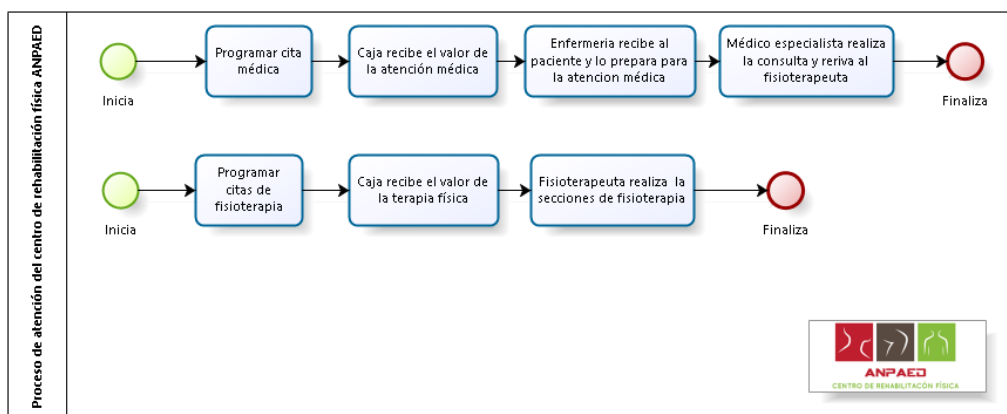 Proceso de atención del centro de rehabilitación física ANPAED
Programar cita
médica
Caja recibe el valor de
la atención médica
Enfermeria recibe al
paciente y lo prepara para
la atencion médica
Médico especialista realiza
la consulta y reriva al
fisioterapeuta
Inicia
Finaliza
Programar
citas de
fisioterapia
Caja recibe el valor de
la terapia física
Fisioterapeuta realiza la
secciones de fisioterapia
Inicia
Finaliza
ANPAED
CENTRO DE REHABILITACÓN FÍSICA